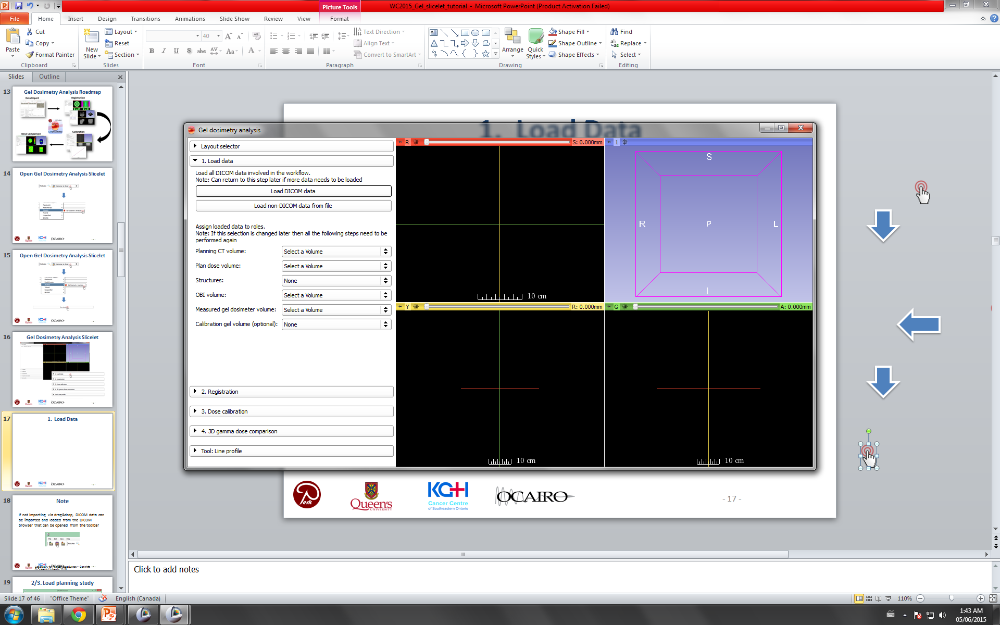 Picture Tools
WC2015_Gel_slicelet_tutorial - Microsoft PowerPoint (Product Activation Failed)
File Home Insert Design Transitions Animations Slide Show Review View Format
Paste
Cut
Copy
Format Painter
Clipboard
New Slide
Layout
Reset
Section
Slides
40
B I U S abc AV Aa A
Font
Text Direction
Align Text
Convert to SmartArt
Paragraph
Arrange
Quick Styles
Shape Fill
Shape Outline
Shape Effects
Drawing
Find
Replace
Select
Editing
Slides Outline
13
Gel Dosimetry Analysis Roadmap
Data Import
Registration
Dose Comparison
Calibration
14
Open Gel Dosimetry Analysis Slicelet
15
Open Gel Dosimetry Analysis Slicelet
16
Gel Dosimetry Analysis Slicelet
17
1. Load Data
18
Note
If not importing via drag&drop, DICOM data can
be imported and loaded from the DICOM
browser that can be opened from the toolbar
19
2/3. Load planning study
1. Load Data
Gel dosimetry analysis
Layout selector
1. Load data
Load all DICOM data involved in the workflow.
Note: Can return to this step later if more data needs to be loaded
Load DICOM data
Load non-DICOM data from file
Assign loaded data to roles.
Note: If this selection is changed later then all the following steps need to be
performed again
Planning CT volume: Select a Volume
Plan dose volume: Select a Volume
Structures: None
OBI volume: Select a Volume
Measured gel dosimeter volume: Select a Volume
Calibration gel volume (optional): None
2. Registration
3. Dose calibration
4. 3D gamma dose comparison
Tool: Line profile
R S: 0.000mm
10 cm
1
S
R P L
I
Y R: 0.000mm
10 cm
G A: 0.000mm
10 cm
Perk
Queen's
UNIVERSITY
KGH
Cancer Centre
of Southeastern Ontario
OCAIRO
- 17 -
Click to add notes
Slide 17 of 46 "Office Theme" English (Canada) 110%
1:43 AM
05/06/2015